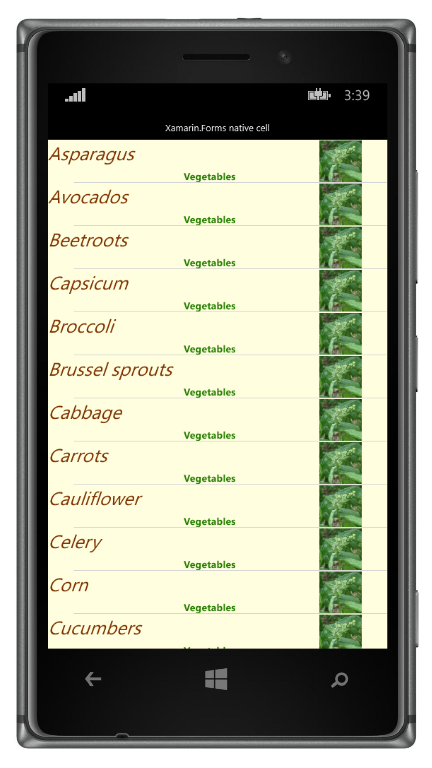 3:39
Xamarin.Forms native cell
Asparagus
Vegetables
Avocados
Vegetables
Beetroots
Vegetables
Capsicum
Vegetables
Broccoli
Vegetables
Brussel sprouts
Vegetables
Cabbage
Vegetables
Carrots
Vegetables
Cauliflower
Vegetables
Celery
Vegetables
Corn
Vegetables
Cucumbers